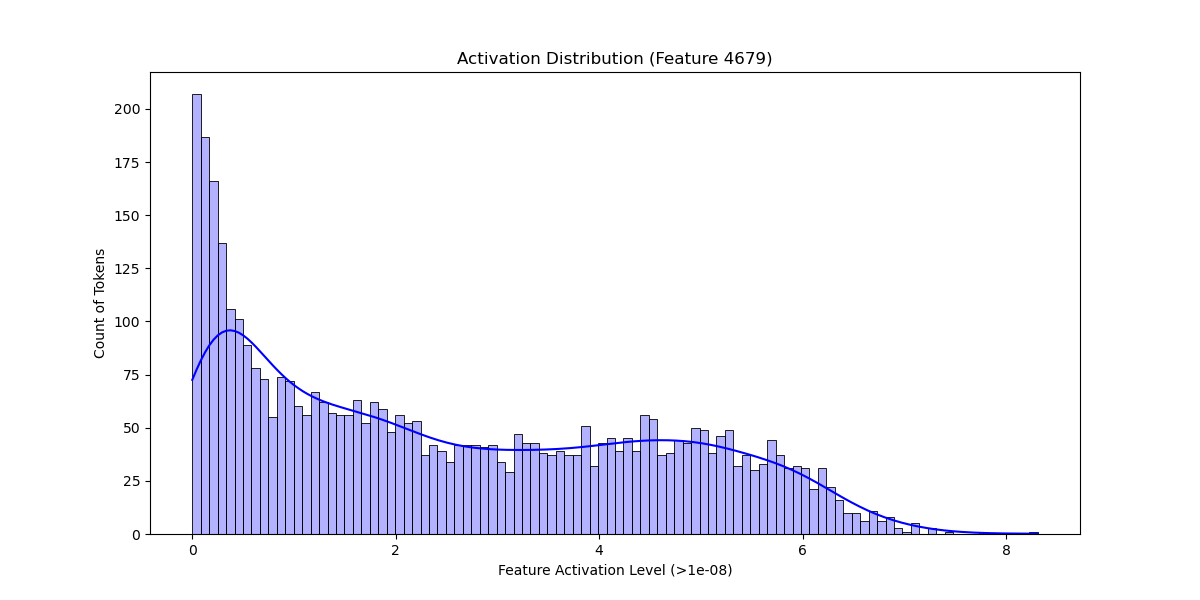 Activation Distribution (Feature 4679)
Count of Tokens
200
175
150
125
100
75
50
25
0
0 2 4 6 8
Feature Activation Level (>1e-08)